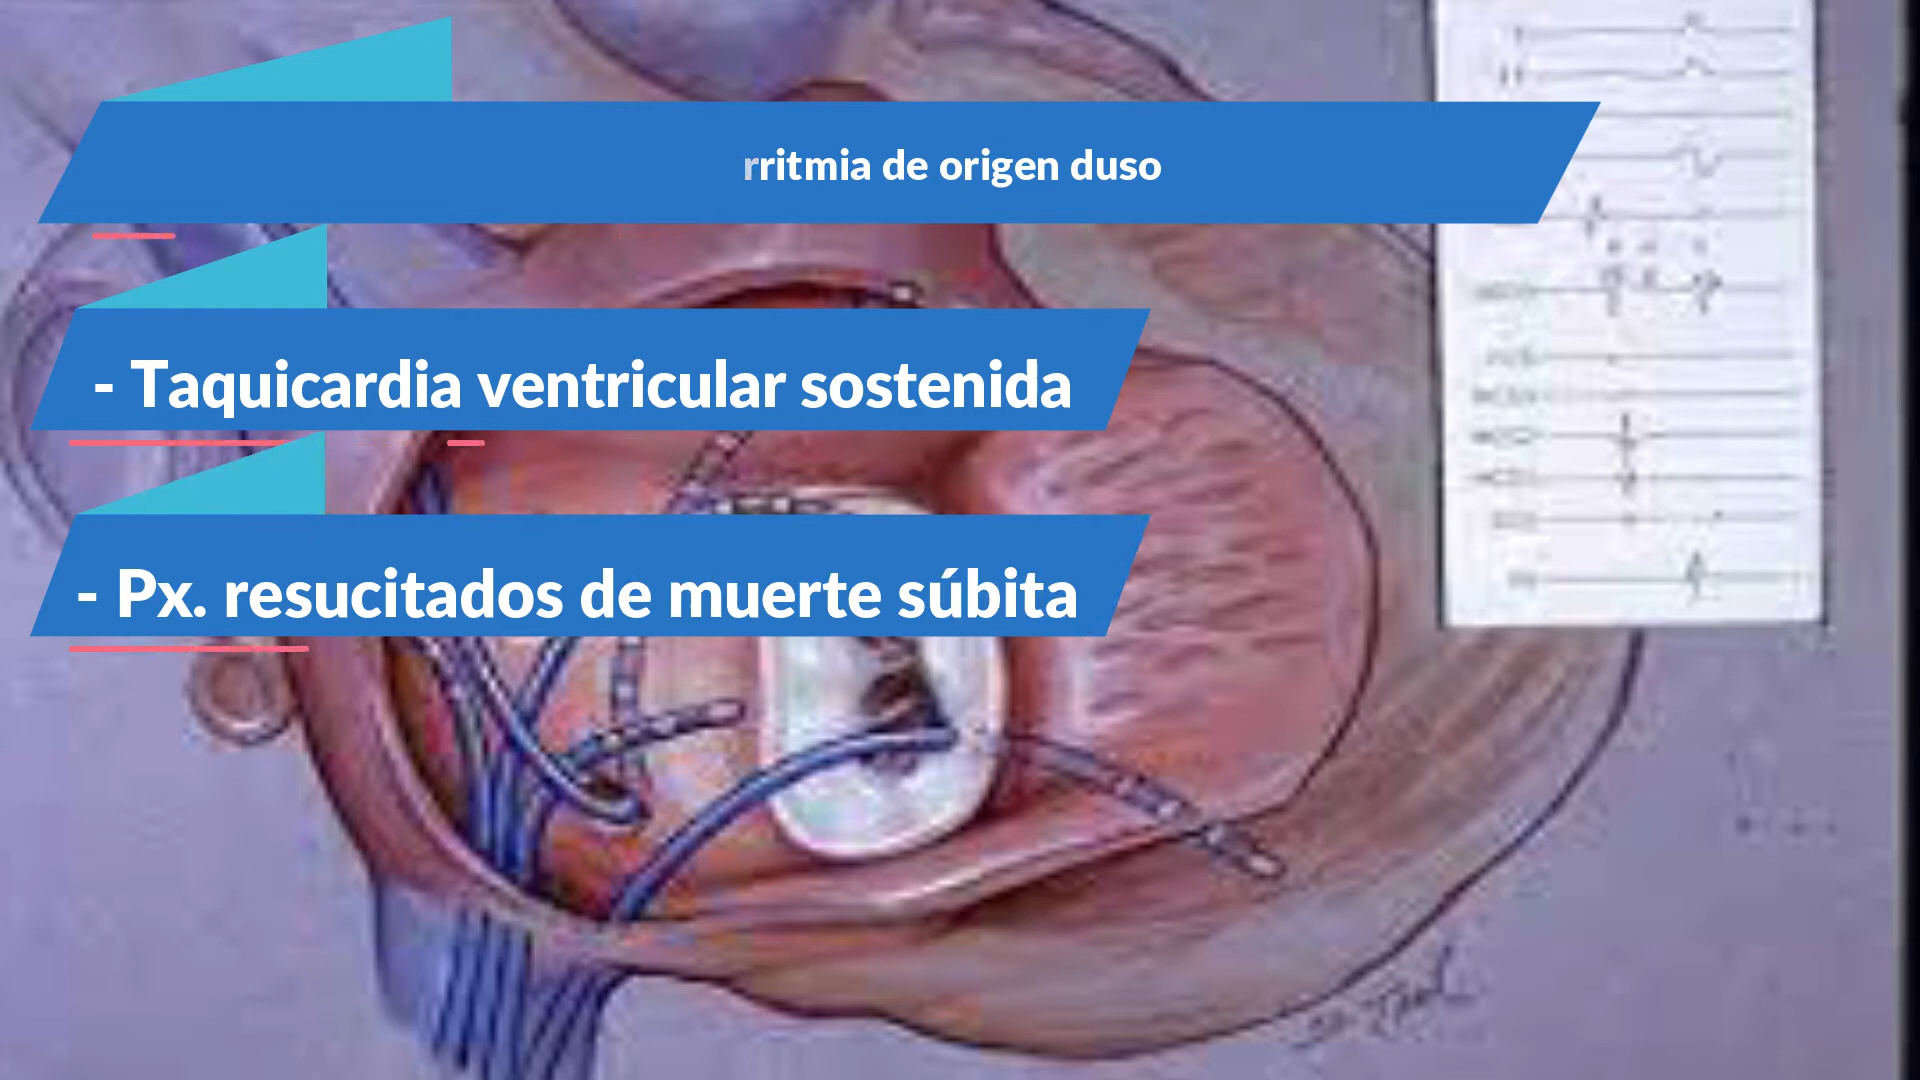 rritmia de origen duso
- Taquicardia ventricular sostenida
- Px. resucitados de muerte súbita